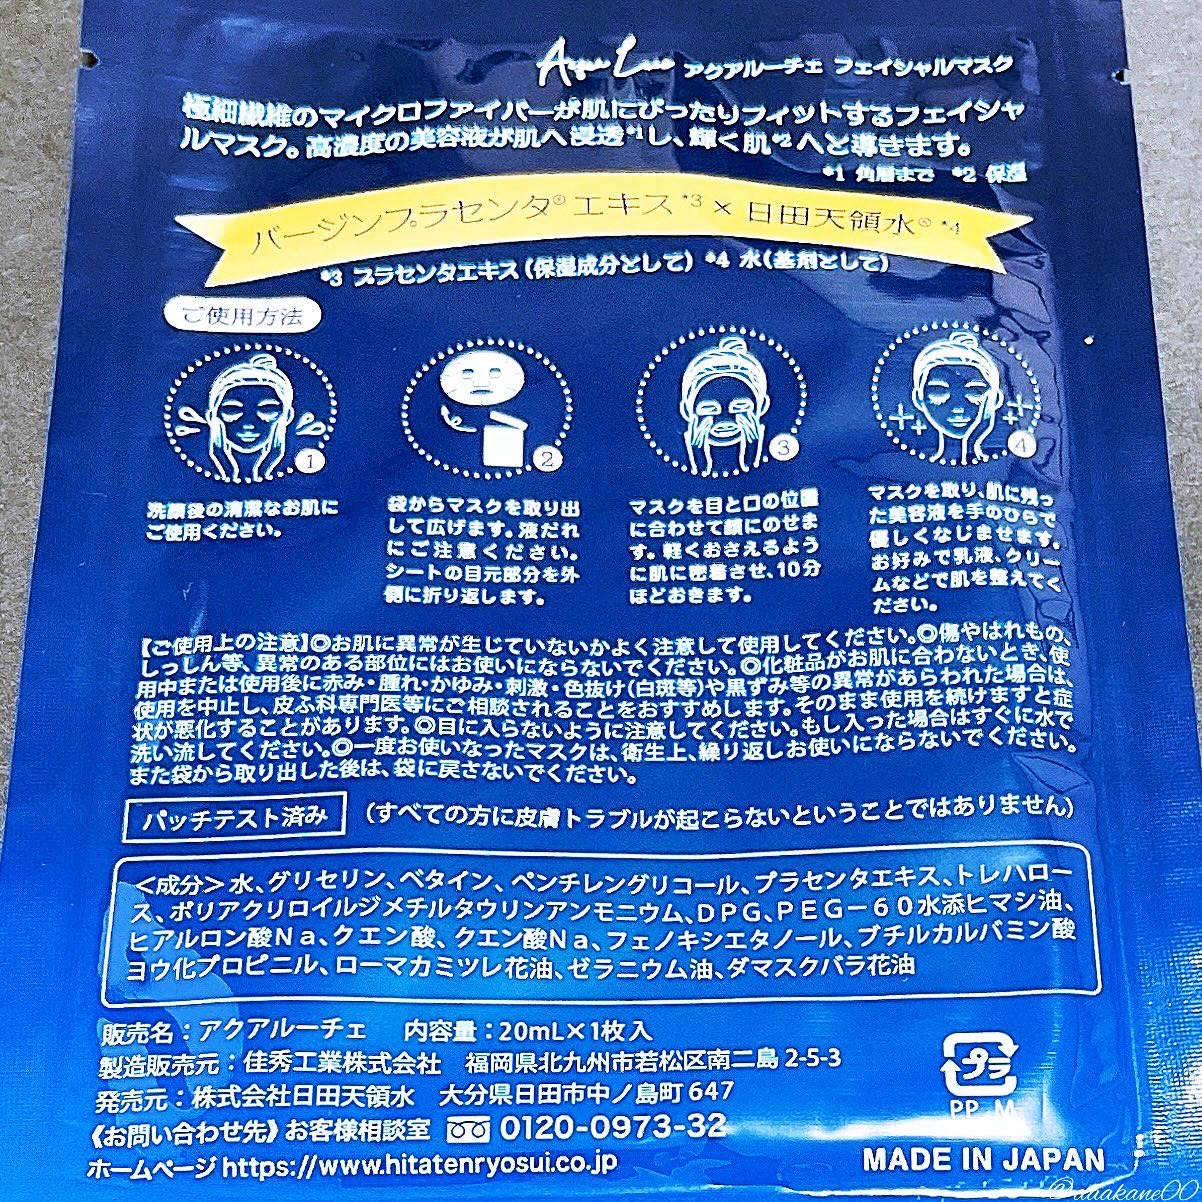 Aqua Luce アクアルーチェ フェイシャルマスク
極細繊維のマイクロファイバーが肌にぴったりフィットするフェイシャ
ルマスク。高濃度の美容液が肌へ浸透*1し、輝く肌*2へと導きます。
*1 角層まで *2 保湿
バージンプラセンタ®エキス*3×日田天領水®*4
*3 プラセンタエキス(保湿成分として) *4 水(基剤として)
ご使用方法
1
洗顔後の清潔なお肌に
ご使用ください。
2
袋からマスクを取り出
して広げます。液だれ
にご注意ください。
シートの目元部分を外
側に折り返します。
3
マスクを目と口の位置
に合わせて顔にのせま
す。軽くおさえるよう
に肌に密着させ、10分
ほどおきます。
4
マスクを取り、肌に残っ
た美容液を手のひらで
優しくなじませます。
お好みで乳液、クリー
ムなどで肌を整えてく
ださい。
【ご使用上の注意】◎お肌に異常が生じていないかよく注意して使用してください。◎傷やはれもの、
しっしん等、異常のある部位にはお使いにならないでください。◎化粧品がお肌に合わないとき、使
用中または使用後に赤み・腫れ・かゆみ・刺激・色抜け(白斑等)や黒ずみ等の異常があらわれた場合は、
使用を中止し、皮ふ科専門医等にご相談されることをおすすめします。そのまま使用を続けますと症
状が悪化することがあります。◎目に入らないように注意してください。もし入った場合はすぐに水で
洗い流してください。◎一度お使いなったマスクは、衛生上、繰り返しお使いにならないでください。
また袋から取り出した後は、袋に戻さないでください。
パッチテスト済み (すべての方に皮膚トラブルが起こらないということではありません)
<成分>水、グリセリン、ベタイン、ペンチレングリコール、プラセンタエキス、トレハロー
ス、ポリアクリロイルジメチルタウリンアンモニウム、DPG、PEG-60水添ヒマシ油、
ヒアルロン酸Na、クエン酸、クエン酸Na、フェノキシエタノール、ブチルカルバミン酸
ヨウ化プロピニル、ローマカミツレ花油、ゼラニウム油、ダマスクバラ花油
販売名:アクアルーチェ 内容量:20mL×1枚入
製造販売元:佳秀工業株式会社 福岡県北九州市若松区南二島 2-5-3
発売元:株式会社日田天領水 大分県日田市中ノ島町 647
《お問い合わせ先》お客様相談室 0120-0973-32
ホームページ https://www.hitatenryosui.co.jp
プラ
PP, M
MADE IN JAPAN